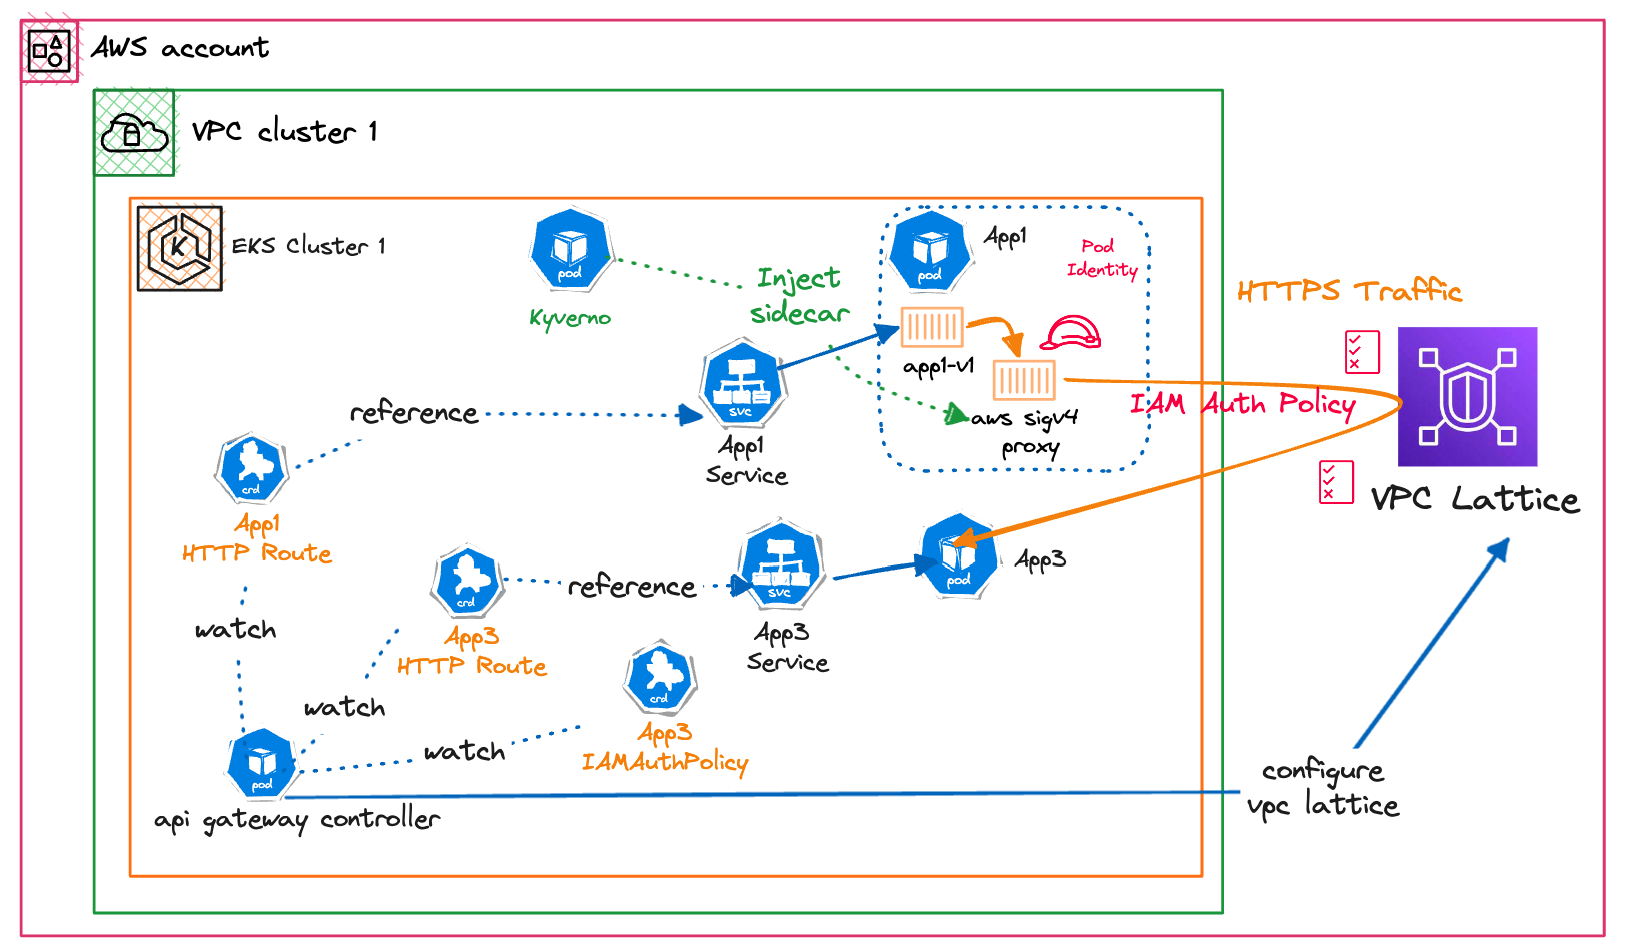 AWS account
VPC cluster 1
K
EKS Cluster 1
pod
Kyverno
Inject
sidecar
pod
App1
Pod
Identity
app1-v1
aws sigv4
proxy
HTTPS Traffic
IAM Auth Policy
VPC Lattice
reference
svc
App1
Service
crd
App1
HTTP Route
crd
App3
HTTP Route
reference
svc
App3
Service
pod
App3
watch
watch
watch
crd
App3
IAMAuthPolicy
pod
api gateway controller
configure
vpc lattice